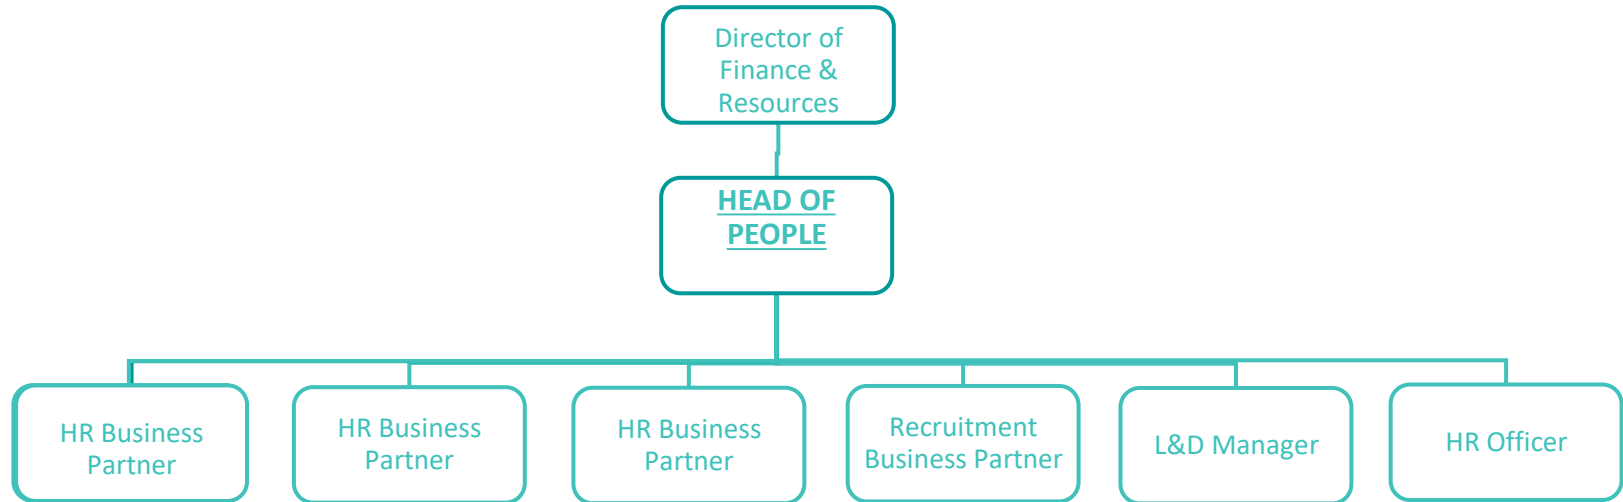 Director of
Finance &
Resources
HEAD OF
PEOPLE
HR Business
Partner
HR Business
Partner
HR Business
Partner
Recruitment
Business Partner
L&D Manager
HR Officer